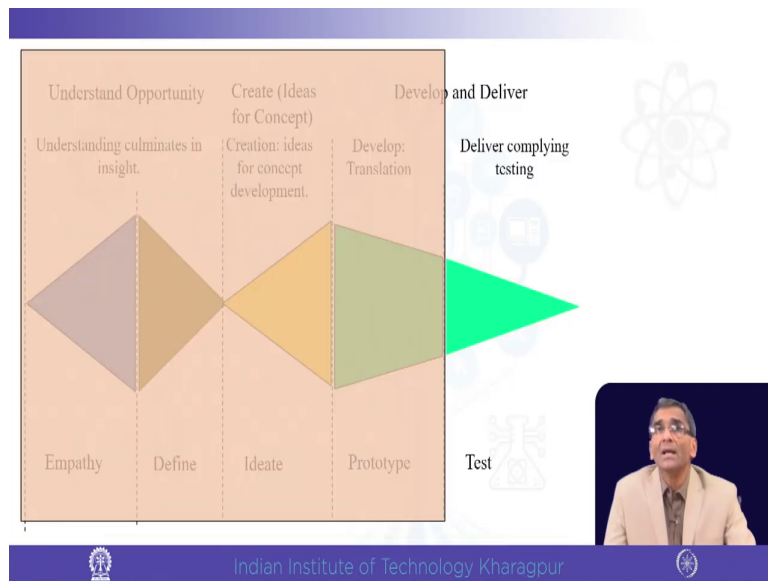 Understand Opportunity
Create (Ideas
for Concept)
Develop and Deliver
Understanding culminates in
insight.
Creation: ideas
for concept
development.
Develop:
Translation
Deliver complying
testing
Empathy
Define
Ideate
Prototype
Test
Indian Institute of Technology Kharagpur